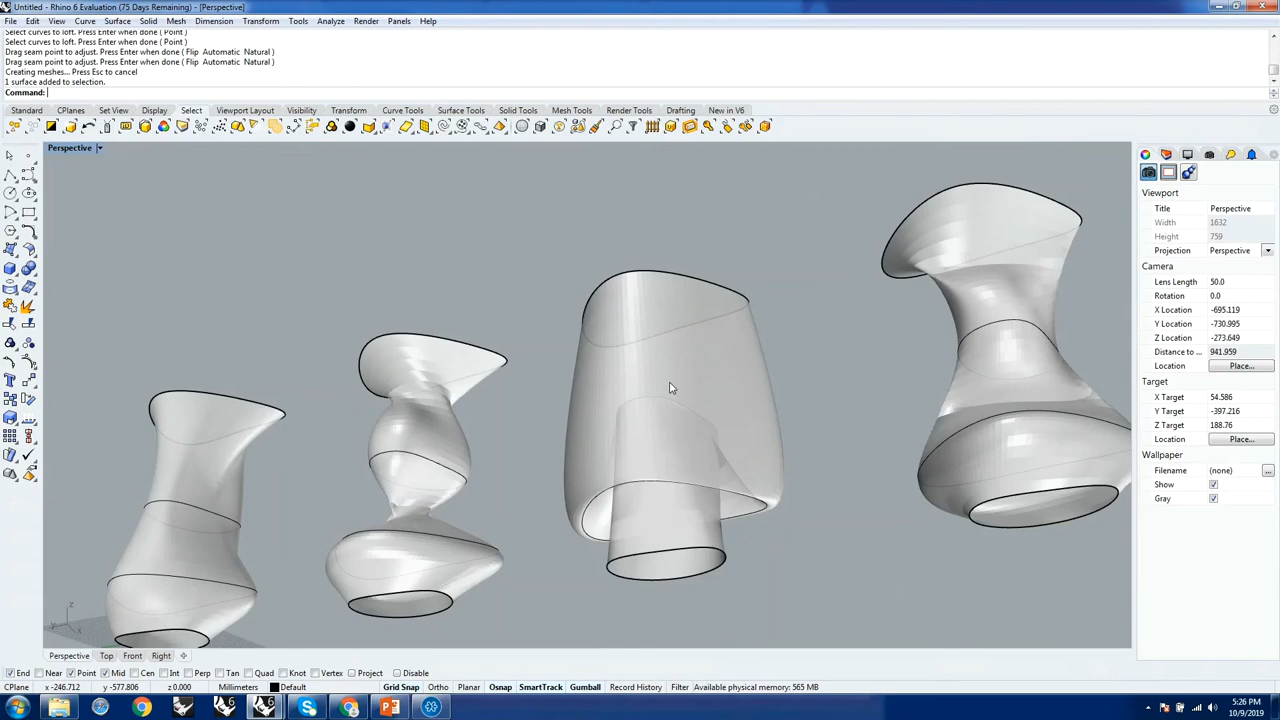 Untitled - Rhino 6 Evaluation (75 Days Remaining) - [Perspective]
File Edit View Curve Surface Solid Mesh Dimension Transform Tools Analyze Render Panels Help
Select curves to loft. Press Enter when done ( Point )
Select curves to loft. Press Enter when done ( Point )
Drag seam point to adjust. Press Enter when done ( Flip Automatic Natural )
Drag seam point to adjust. Press Enter when done ( Flip Automatic Natural )
Creating meshes... Press Esc to cancel
1 surface added to selection.
Command:
Standard CPlanes Set View Display Select Viewport Layout Visibility Transform Curve Tools Surface Tools Solid Tools Mesh Tools Render Tools Drafting New in V6
Perspective
Viewport
Title Perspective
Width 1632
Height 759
Projection Perspective
Camera
Lens Length 50.0
Rotation 0.0
X Location -695.119
Y Location -730.995
Z Location -273.649
Distance to ... 941.959
Location Place...
Target
X Target 54.586
Y Target -397.216
Z Target 188.76
Location Place...
Wallpaper
Filename (none) ...
Show
Gray
z
y
x
Perspective Top Front Right
End Near Point Mid Cen Int Perp Tan Quad Knot Vertex Project Disable
CPlane x -246.712 y -577.806 z 0.000 Millimeters Default Grid Snap Ortho Planar Osnap SmartTrack Gumball Record History Filter Available physical memory: 565 MB
5:26 PM
10/9/2019